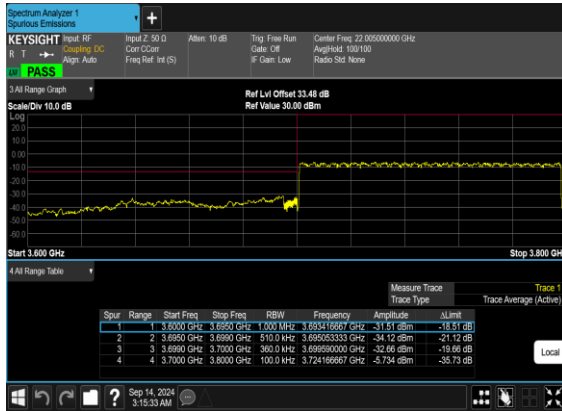 Spectrum Analyzer 1
Spurious Emissions
KEYSIGHT
R T
LXI PASS
Input: RF
Coupling: DC
Align: Auto
Input Z: 50 Ω
Corr CCorr
Freq Ref: Int (S)
Atten: 10 dB
Trig: Free Run
Gate: Off
IF Gain: Low
Center Freq: 22.005000000 GHz
Avg|Hold: 100/100
Radio Std: None
3 All Range Graph
Scale/Div 10.0 dB
Ref Lvl Offset 33.48 dB
Ref Value 30.00 dBm
Log
20.0
10.0
0.00
-10.0
-20.0
-30.0
-40.0
-50.0
-60.0
Start 3.600 GHz
Stop 3.800 GH
4 All Range Table
Measure Trace Trace 1
Trace Type Trace Average (Active)
Spur Range Start Freq Stop Freq RBW Frequency Amplitude ΔLimit
1 1 3.6000 GHz 3.6950 GHz 1.000 MHz 3.693416667 GHz -31.51 dBm -18.51 dB
2 2 3.6950 GHz 3.6990 GHz 510.0 kHz 3.695053333 GHz -34.12 dBm -21.12 dB
3 3 3.6990 GHz 3.7000 GHz 360.0 kHz 3.699590000 GHz -32.66 dBm -19.66 dB
4 4 3.7000 GHz 3.8000 GHz 100.0 kHz 3.724166667 GHz -5.734 dBm -35.73 dB
Local
Sep 14, 2024
3:15:33 AM